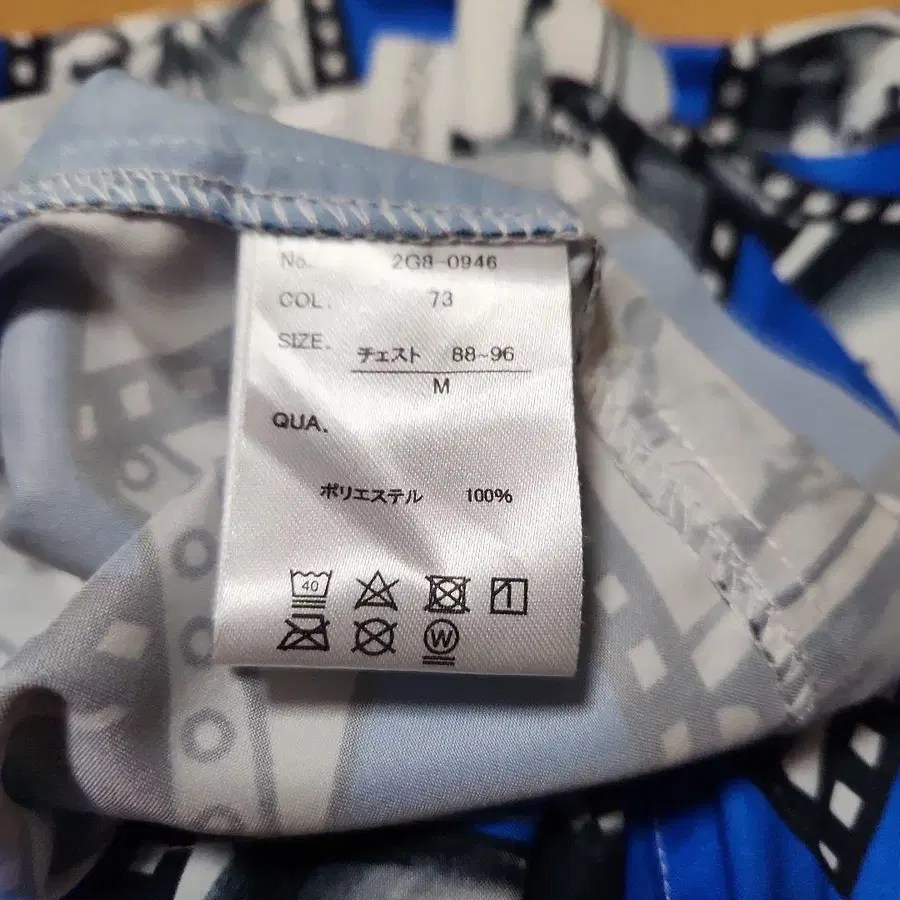 No. 2G8-0946
COL. 73
SIZE. チェスト 88~96
M
QUA.
ポリエステル 100%
40
W